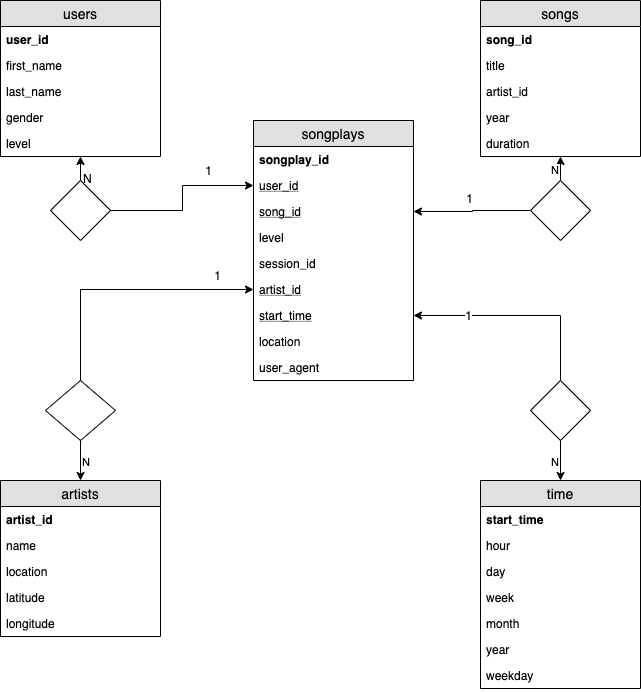 users
user_id
first_name
last_name
gender
level
songs
song_id
title
artist_id
year
duration
songplays
songplay_id
user_id
song_id
level
session_id
artist_id
start_time
location
user_agent
N
1
N
1
1
1
N
N
artists
artist_id
name
location
latitude
longitude
time
start_time
hour
day
week
month
year
weekday